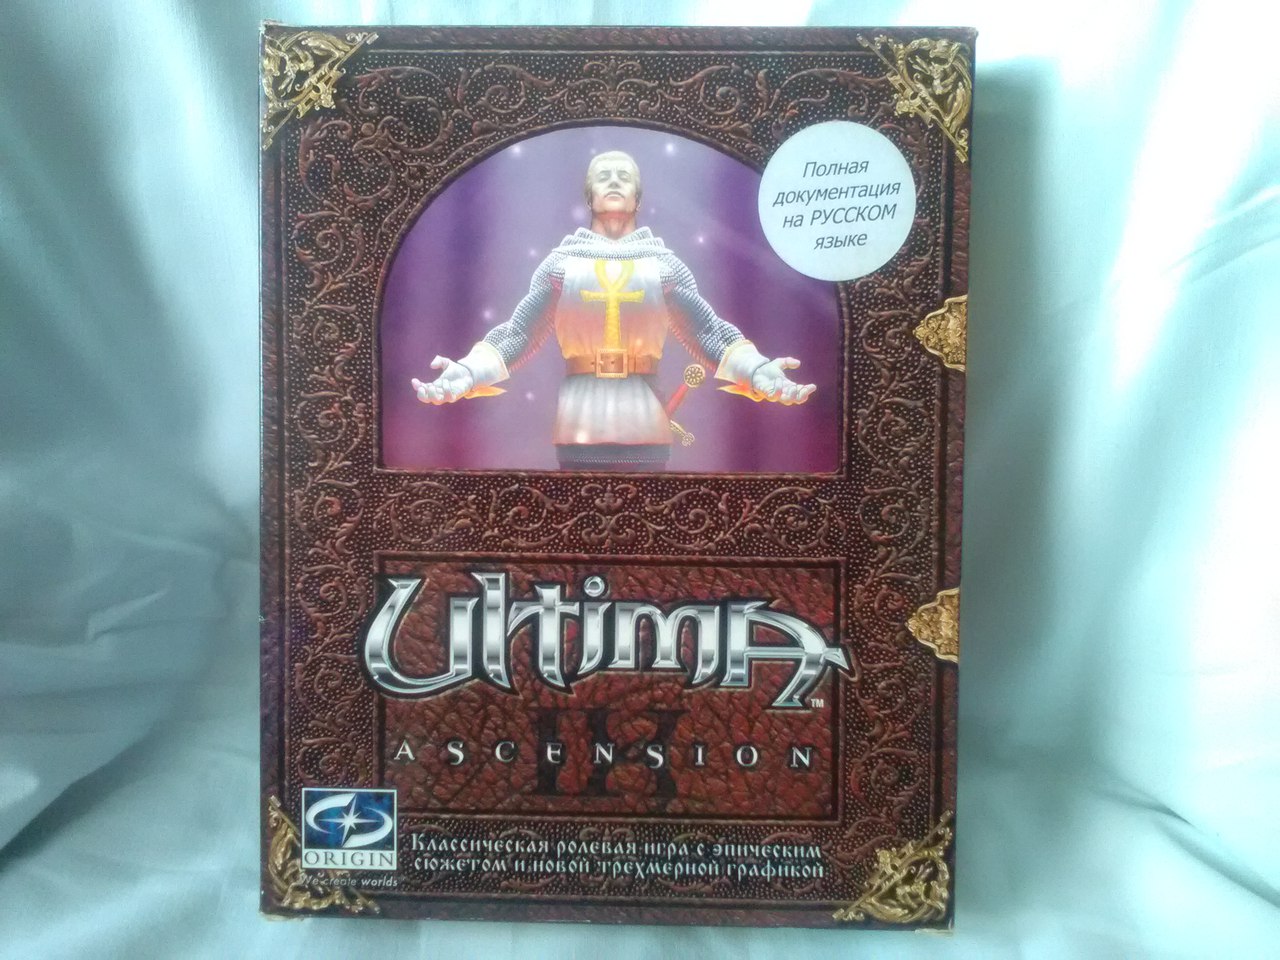 Полная
документация
на РУССКОМ
языке
Ultima
TM
IX
ASCENSION
ORIGIN
We create worlds
Классическая ролевая игра с эпическим
сюжетом и новой трехмерной графикой